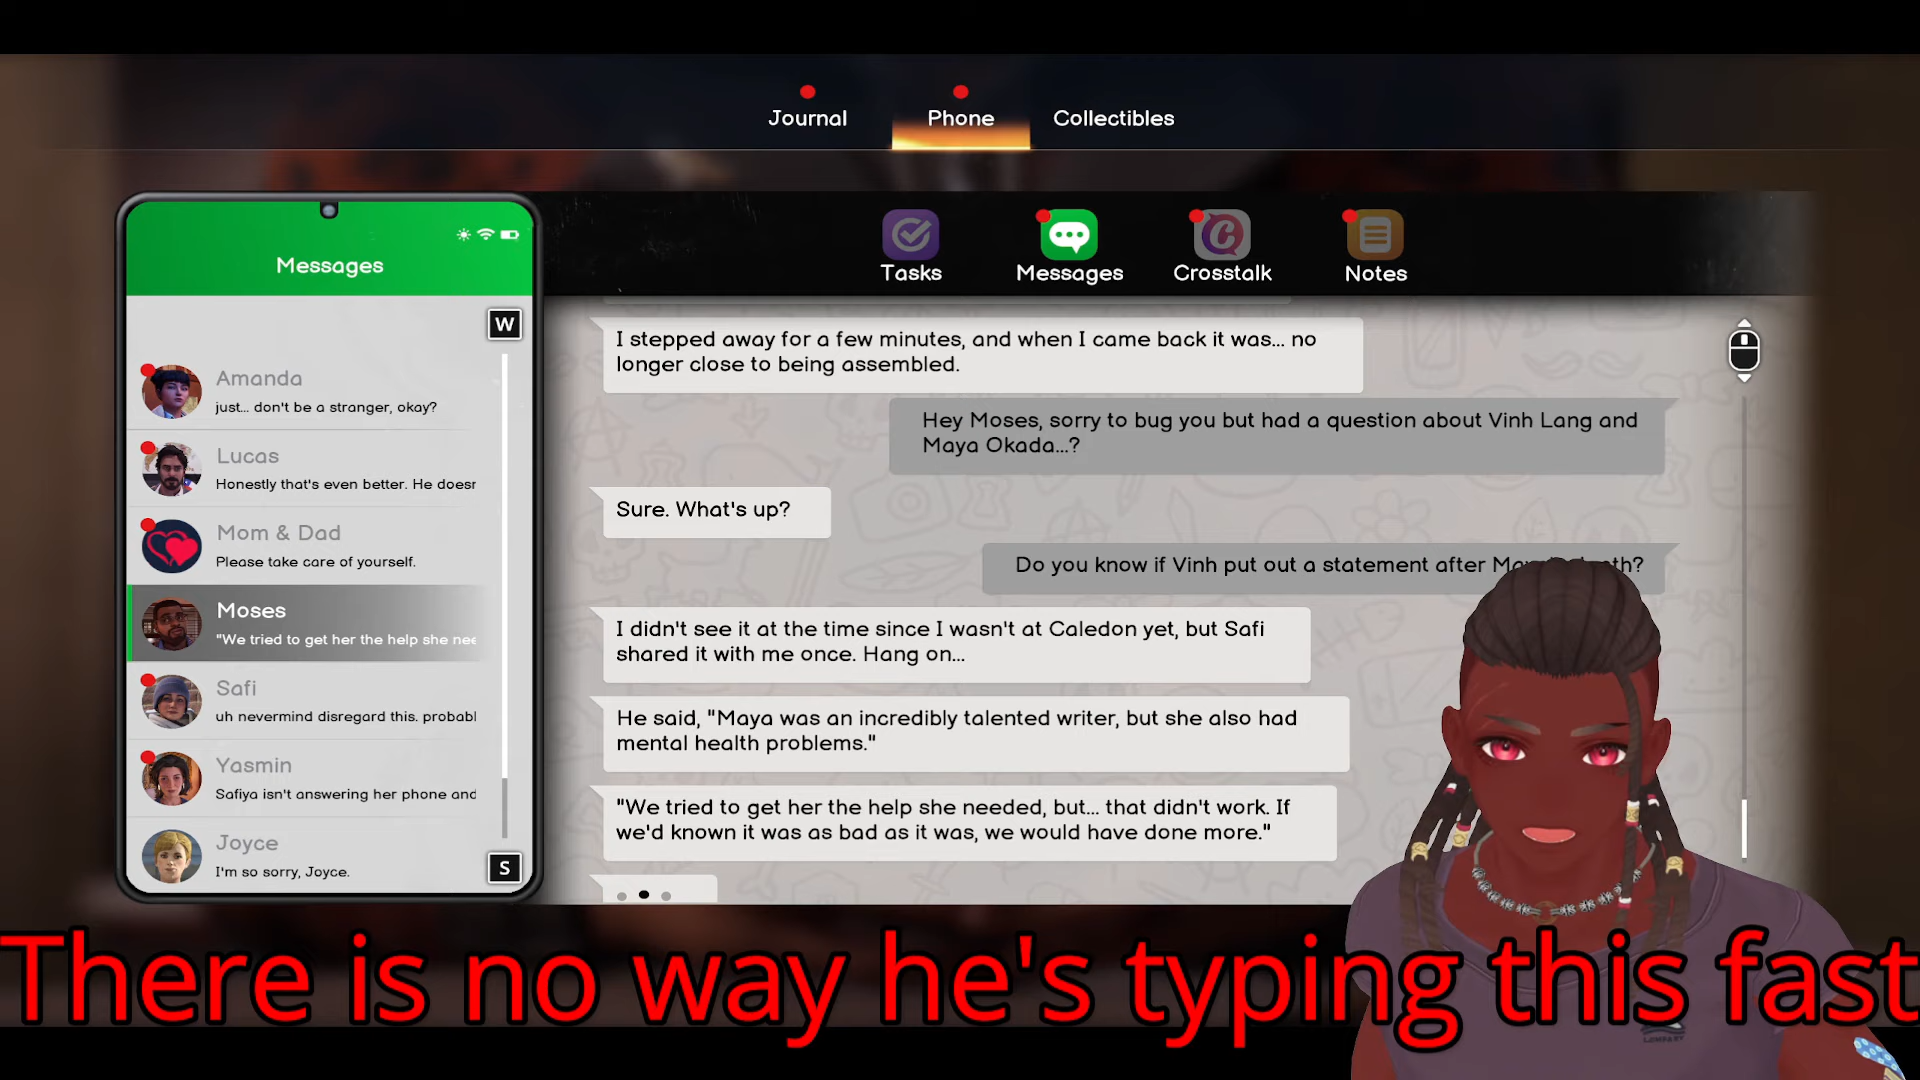 Journal
Phone
Collectibles
Messages
Tasks
Messages
Crosstalk
Notes
W
Amanda
just... don't be a stranger, okay?
Lucas
Honestly that's even better. He doesn
Mom & Dad
Please take care of yourself.
Moses
"We tried to get her the help she nee
Safi
uh nevermind disregard this. probabl
Yasmin
Safiya isn't answering her phone and
Joyce
I'm so sorry, Joyce.
S
I stepped away for a few minutes, and when I came back it was... no
longer close to being assembled.
Hey Moses, sorry to bug you but had a question about Vinh Lang and
Maya Okada...?
Sure. What's up?
Do you know if Vinh put out a statement after
I didn't see it at the time since I wasn't at Caledon yet, but Safi
shared it with me once. Hang on...
He said, "Maya was an incredibly talented writer, but she also had
mental health problems."
"We tried to get her the help she needed, but... that didn't work. If
we'd known it was as bad as it was, we would have done more."
There is no way he's typing this fast